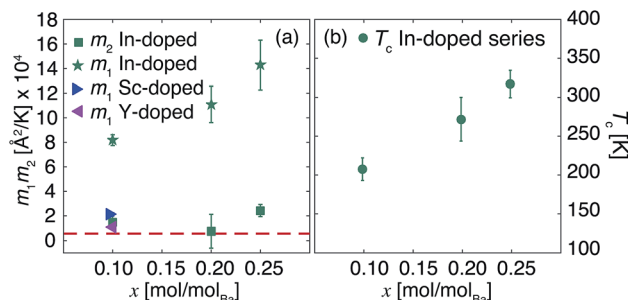 18
16
14
12
10
8
6
4
2
0
m₁ m₂ [Å²/K] x 10⁴
(a)
m₂ In-doped
m₁ In-doped
m₁ Sc-doped
m₁ Y-doped
0.10 0.15 0.20 0.25
x [mol/mol_Ba]
(b)
T_c In-doped series
400
350
300
250
200
150
100
T_c [K]
0.10 0.15 0.20 0.25
x [mol/mol_Ba]